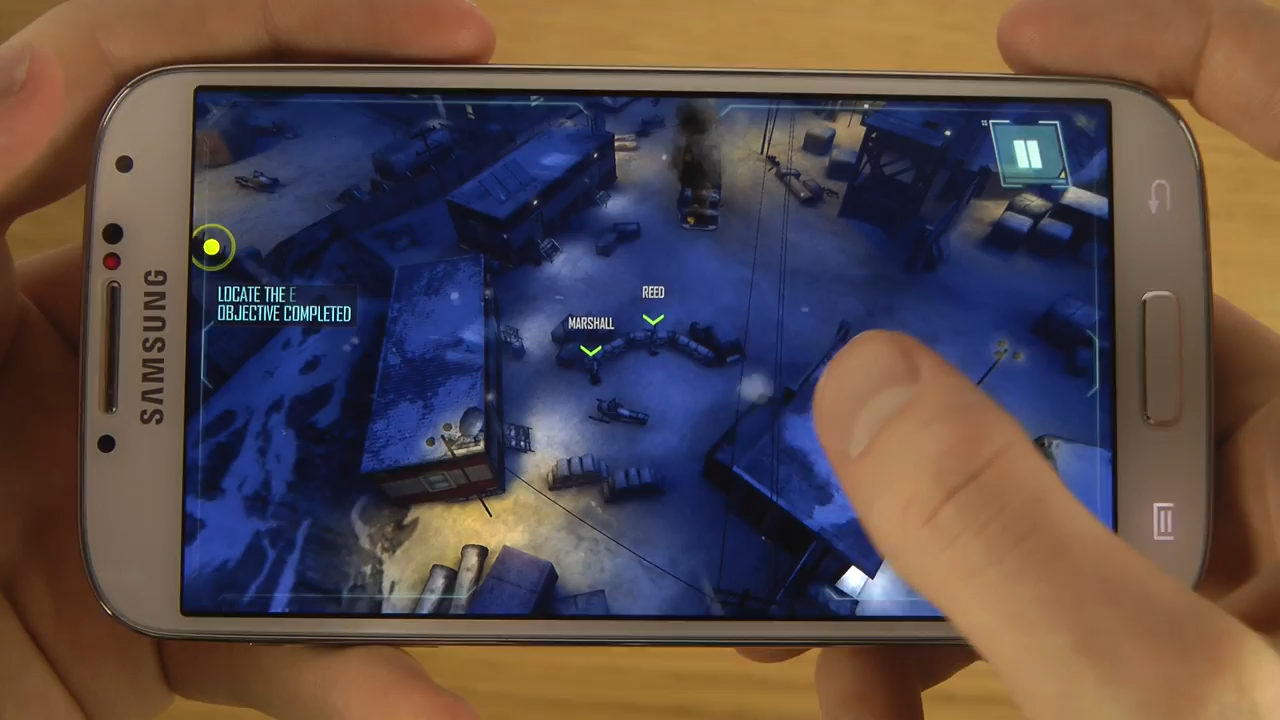 SAMSUNG
LOCATE THE E
OBJECTIVE COMPLETED
REED
MARSHALL